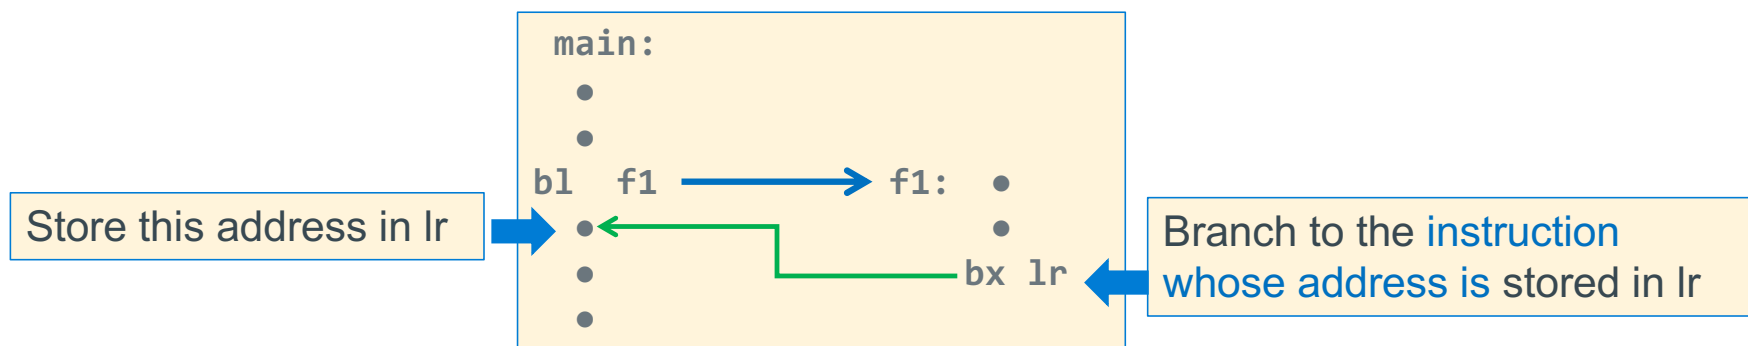 main:
bl f1 f1:
Store this address in lr
Branch to the instruction
whose address is stored in lr
bx lr